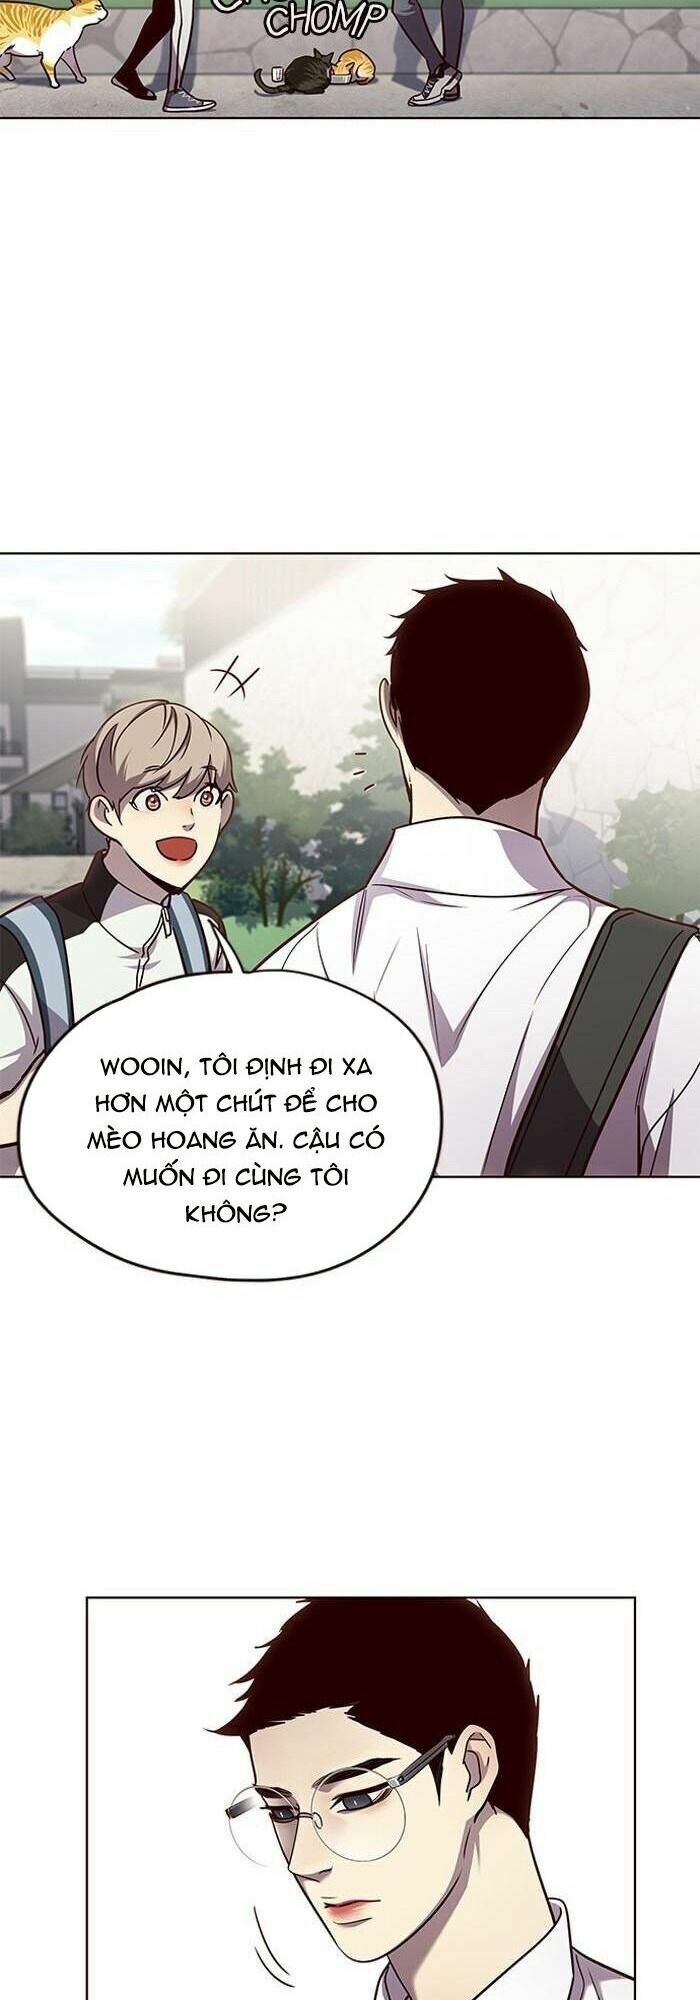 CHOMP
WOOIN, TÔI ĐỊNH ĐI XA
HƠN MỘT CHÚT ĐỂ CHO
MÈO HOANG ĂN. CẬU CÓ
MUỐN ĐI CÙNG TÔI
KHÔNG?